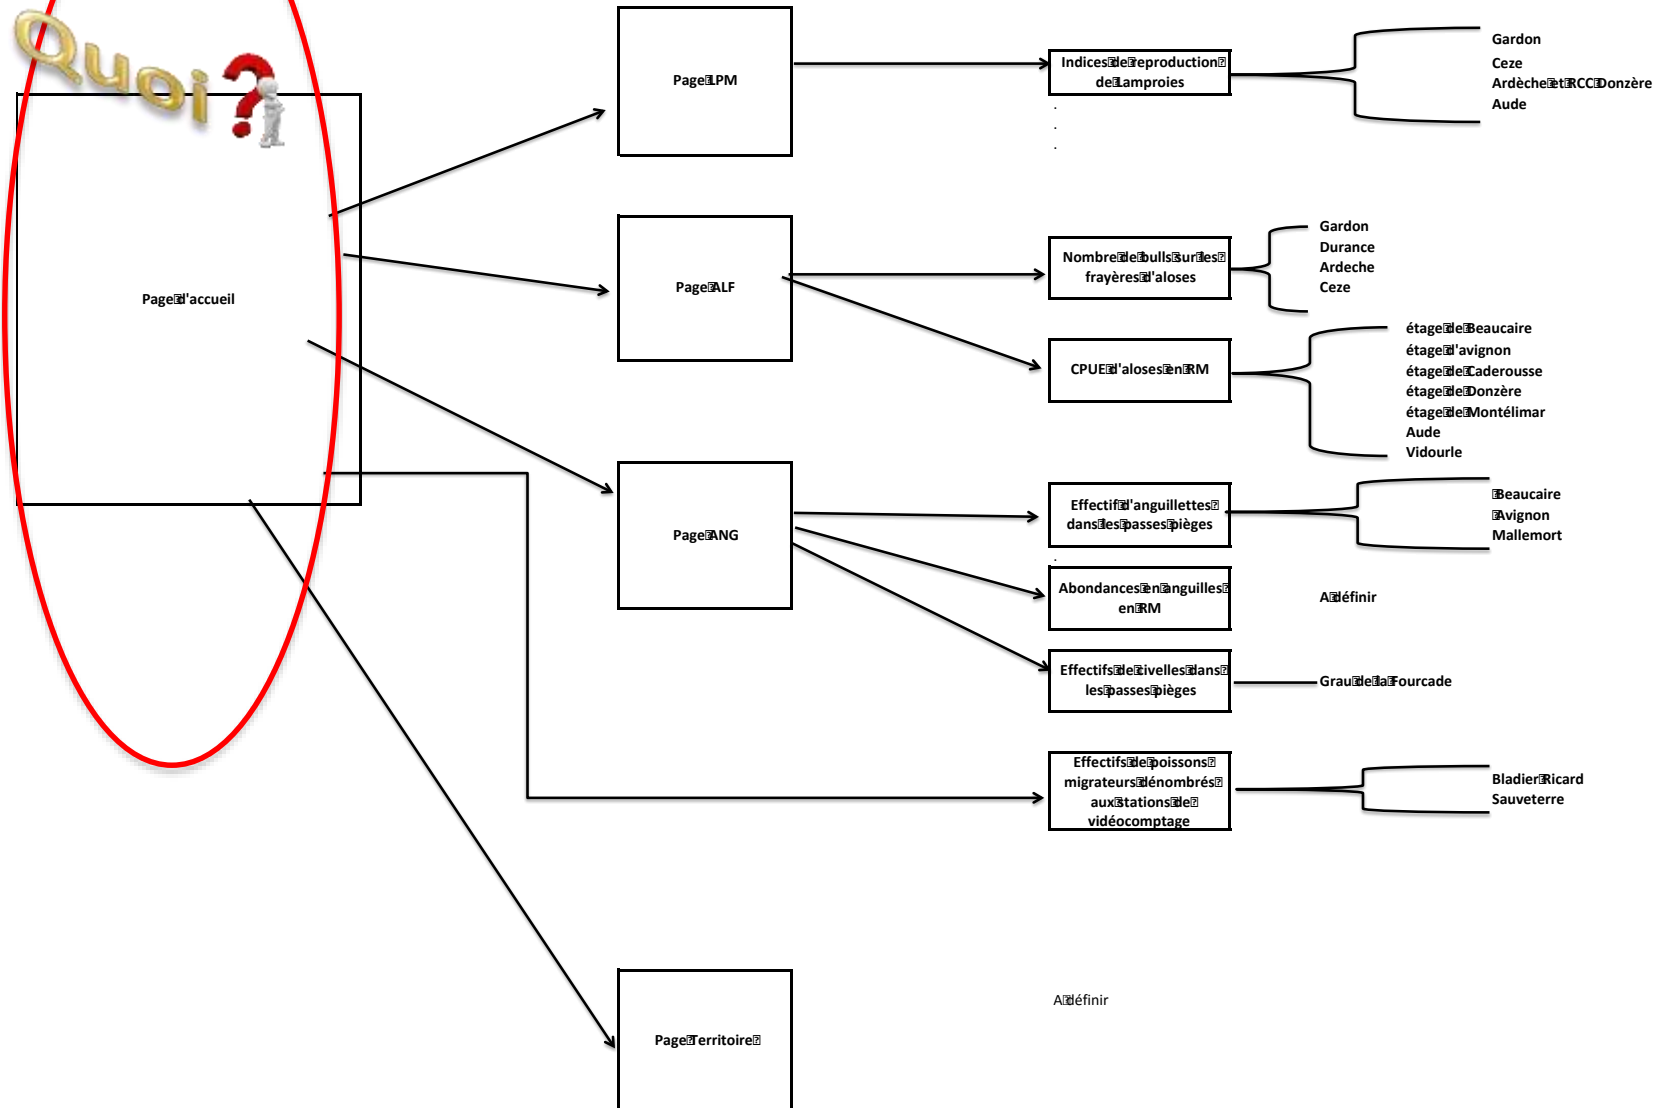 Quoi ?
Page d'accueil
Page LPM
Indices de reproduction
de Lamproies
.
.
.
Gardon
Ceze
Ardèche et RCC Donzère
Aude
Page ALF
Nombre de bulls sur les
frayères d'aloses
Gardon
Durance
Ardeche
Ceze
CPUE d'aloses en RM
étage de Beaucaire
étage d'avignon
étage de Caderousse
étage de Donzère
étage de Montélimar
Aude
Vidourle
Page ANG
Effectif d'anguillettes
dans les passes pièges
.
Beaucaire
Avignon
Mallemort
Abondances en anguilles
en RM
A définir
Effectifs de civelles dans
les passes pièges
Grau de la Fourcade
Effectifs de poissons
migrateurs dénombrés
aux stations de
vidéocomptage
Bladier Ricard
Sauveterre
Page Territoire
A définir